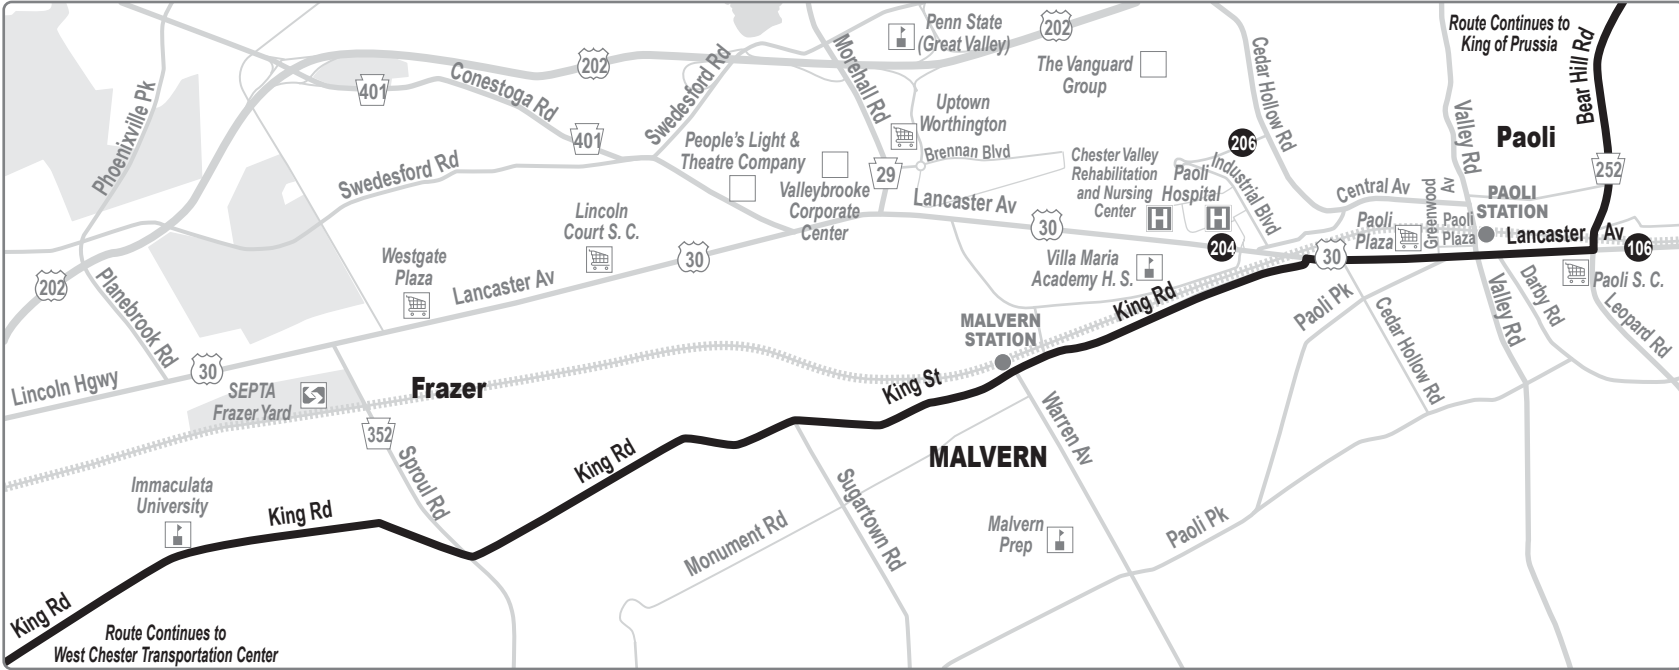 Route Continues to
King of Prussia
Bear Hill Rd
Penn State
(Great Valley)
202
The Vanguard
Group
Cedar Hollow Rd
Valley Rd
Paoli
252
Phoenixville Pk
401
Conestoga Rd
202
Swedesford Rd
Morehall Rd
Uptown
Worthington
Brennan Blvd
206
401
People's Light &
Theatre Company
29
Chester Valley
Rehabilitation
and Nursing
Center
Paoli
Hospital
Industrial Blvd
Central Av
Greenwood
Av
PAOLI
STATION
Swedesford Rd
Valleybrooke
Corporate
Center
Lancaster Av
30
Paoli
Plaza
Paoli
Plaza
Lancaster Av
106
Lincoln
Court S. C.
204
30
Westgate
Plaza
30
Villa Maria
Academy H. S.
Paoli S. C.
202
Planebrook Rd
Lancaster Av
King Rd
Paoli Pk
Cedar Hollow Rd
Valley Rd
Darby Rd
Leopard Rd
MALVERN
STATION
Lincoln Hgwy
30
SEPTA
Frazer Yard
Frazer
King St
352
Sproul Rd
King Rd
MALVERN
Warren Av
Immaculata
University
King Rd
Sugartown Rd
Monument Rd
Malvern
Prep
Paoli Pk
King Rd
Route Continues to
West Chester Transportation Center